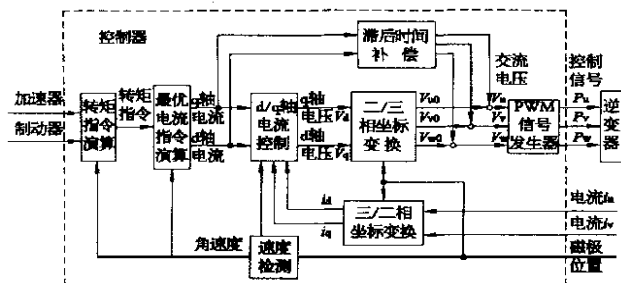 控制器
滞后时间
补 偿
交流
电压
控制
信号
加速器
制动器
转矩
指令
演算
转矩
指令
最优
电流
指令
演算
q轴
电流
d轴
电流
d/q轴
电流
控制
q轴
电压Vd
d轴
电压Vq
二/三
相坐标
变 换
Vu0
Vv0
Vw0
Vu
Vv
Vw
PWM
信号
发生器
Pu
Pv
Pw
逆
变
器
id
iq
三/二相
坐标变换
电流iu
电流iv
角速度
速度
检测
磁极
位置